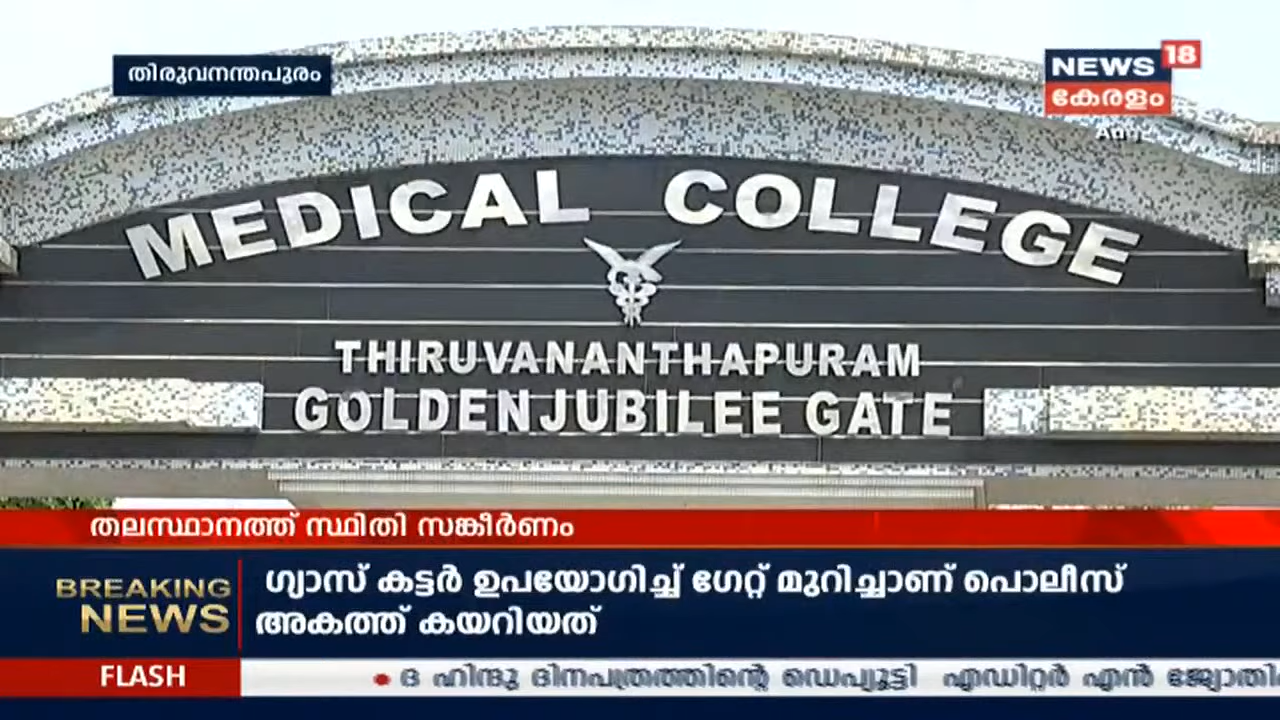 തിരുവനന്തപുരം
NEWS 18
കേരളം
MEDICAL COLLEGE
THIRUVANANTHAPURAM
GOLDENJUBILEE GATE
തലസ്ഥാനത്ത് സ്ഥിതി സങ്കീർണം
BREAKING NEWS
ഗ്യാസ് കട്ടർ ഉപയോഗിച്ച് ഗേറ്റ് മുറിച്ചാണ് പൊലീസ്
അകത്ത് കയറിയത്
FLASH
• ദ ഹിന്ദു ദിനപത്രത്തിന്റെ ഡെപ്യൂട്ടി എഡിറ്റർ എൻ